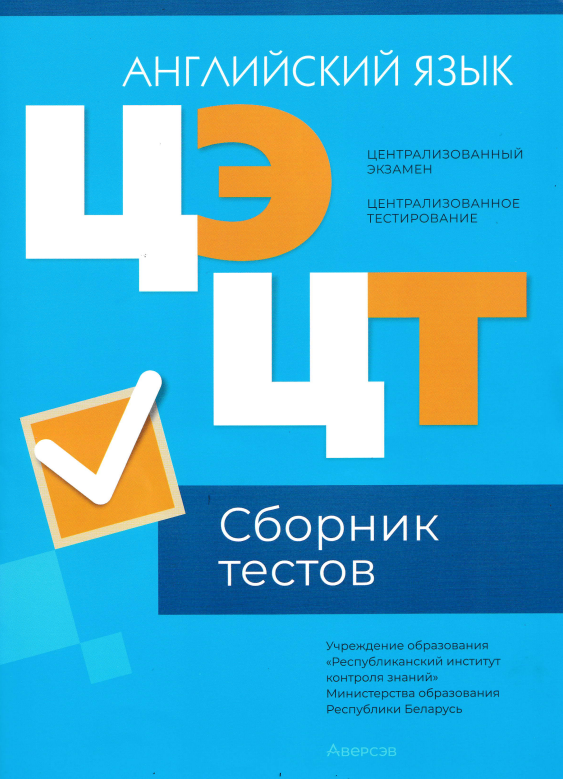 АНГЛИЙСКИЙ ЯЗЫК
ЦЭ
ЦЕНТРАЛИЗОВАННЫЙ
ЭКЗАМЕН
ЦЕНТРАЛИЗОВАННОЕ
ТЕСТИРОВАНИЕ
ЦТ
Сборник
тестов
Учреждение образования
«Республиканский институт
контроля знаний»
Министерства образования
Республики Беларусь
Аверсэв